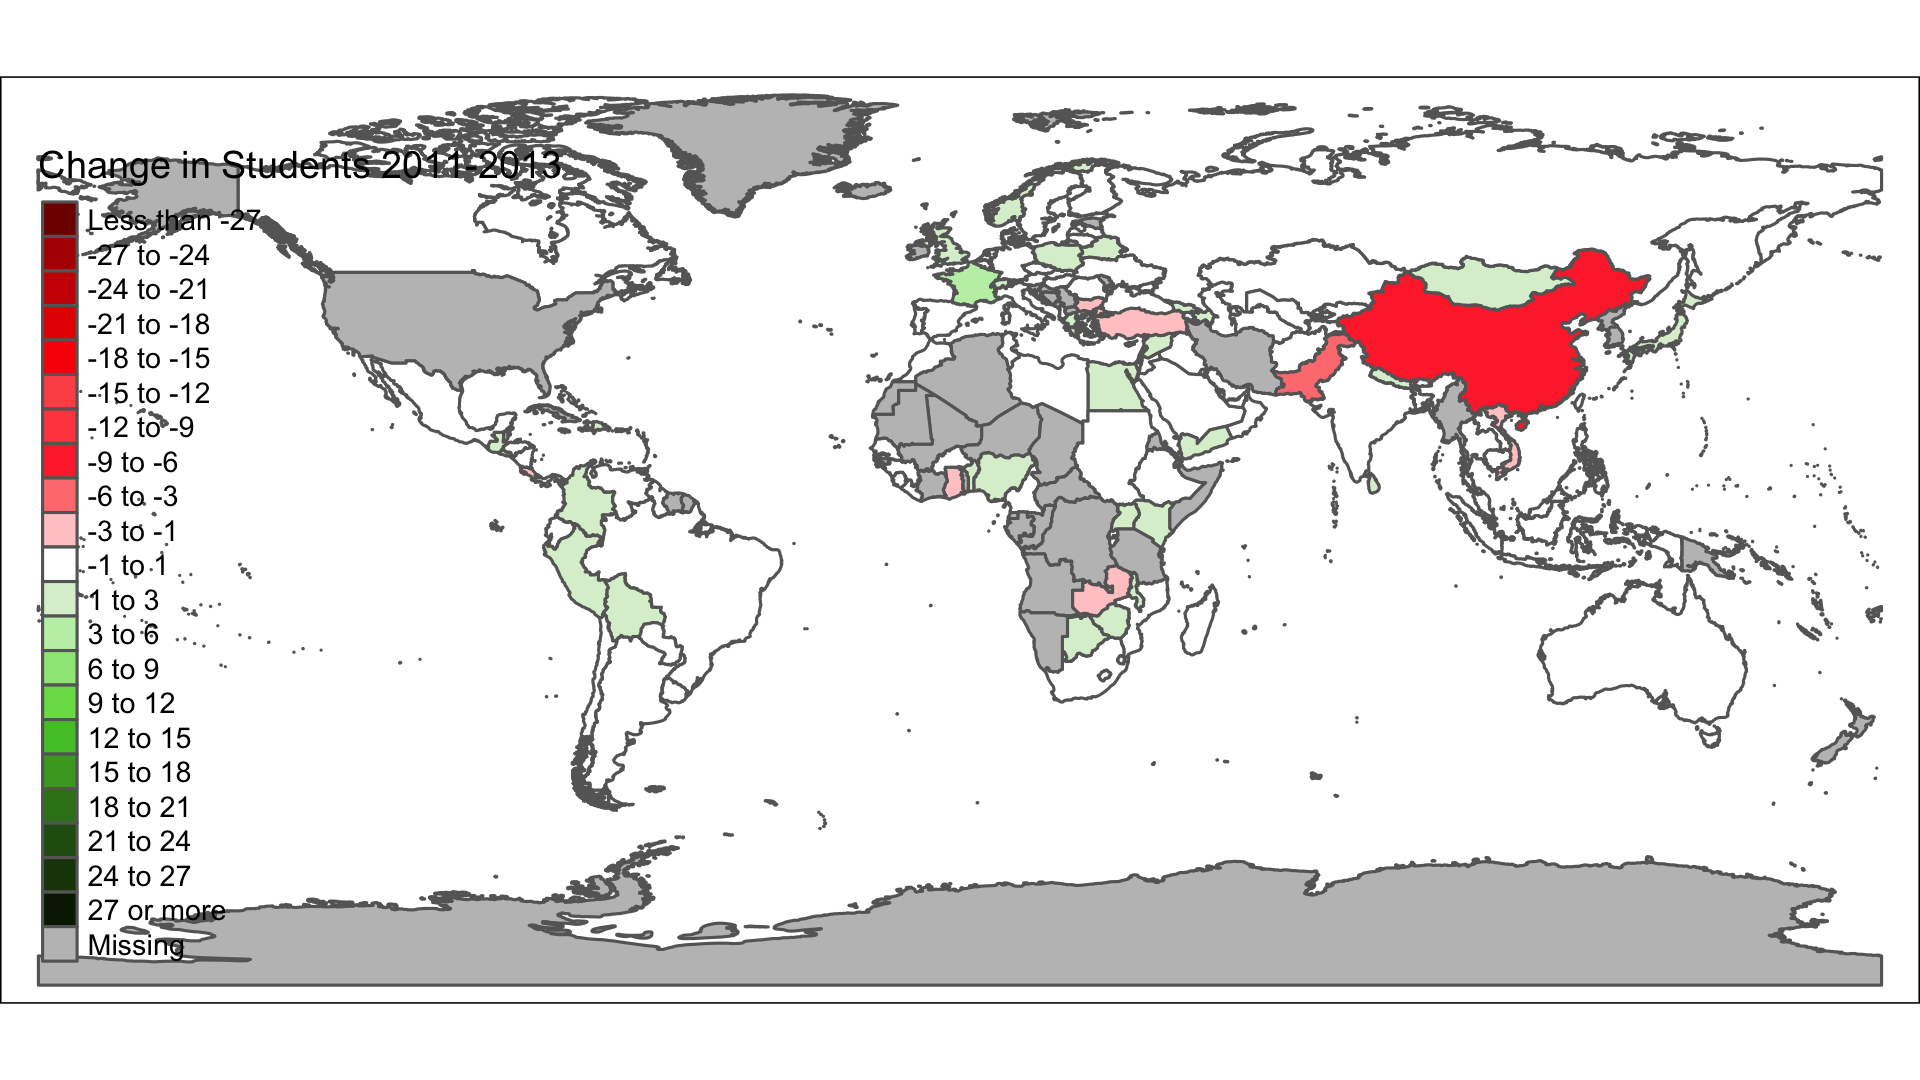 Change in Students 2011-2013
Less than -27
-27 to -24
-24 to -21
-21 to -18
-18 to -15
-15 to -12
-12 to -9
-9 to -6
-6 to -3
-3 to -1
-1 to 1
1 to 3
3 to 6
6 to 9
9 to 12
12 to 15
15 to 18
18 to 21
21 to 24
24 to 27
27 or more
Missing